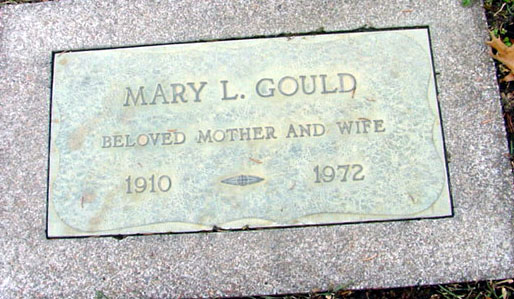 MARY L. GOULD
BELOVED MOTHER AND WIFE
1910 1972